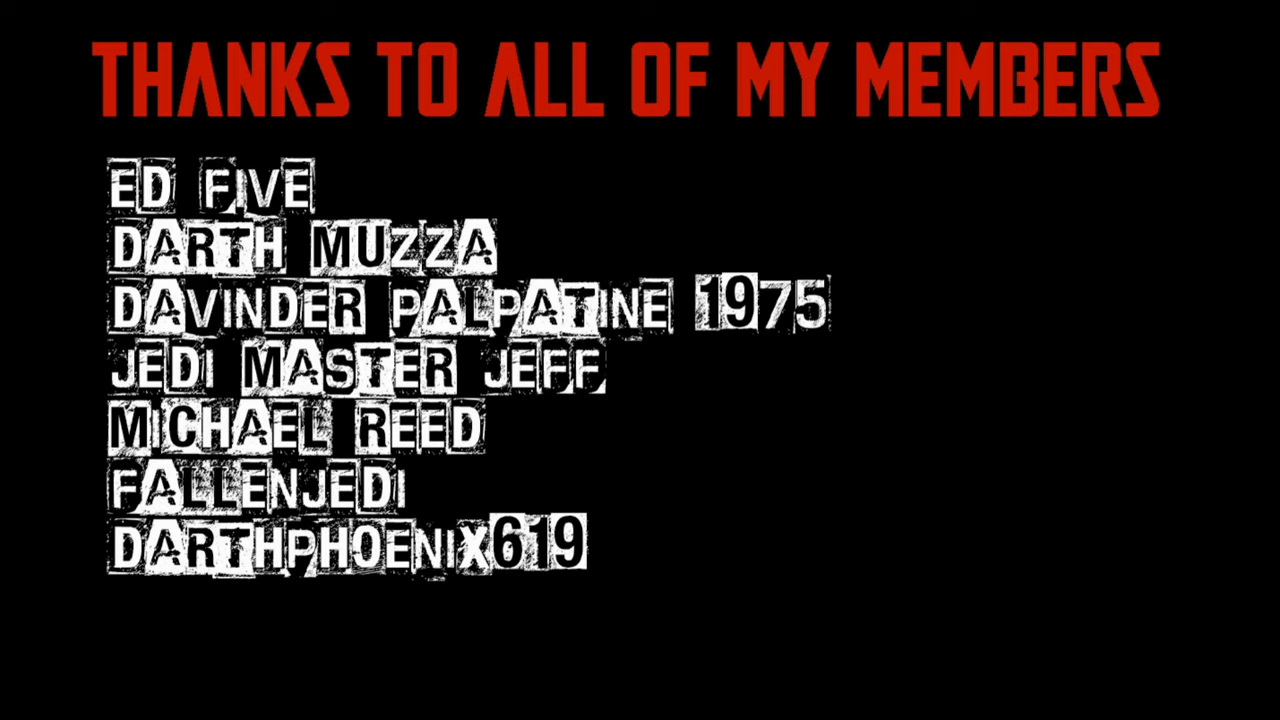 THANKS TO ALL OF MY MEMBERS
ED FIVE
DARTH MUZZA
DAVINDER PALPATINE 1975
JEDI MASTER JEFF
MICHAEL REED
FALLENJEDI
DARTHPHOENIX619